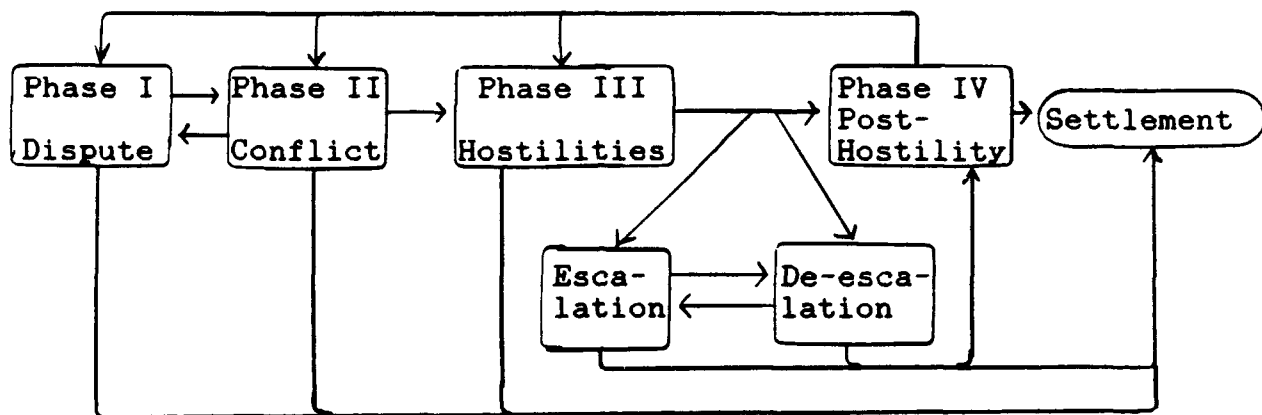 Phase I
Dispute
Phase II
Conflict
Phase III
Hostilities
Phase IV
Post-
Hostility
Settlement
Esca-
lation
De-esca-
lation